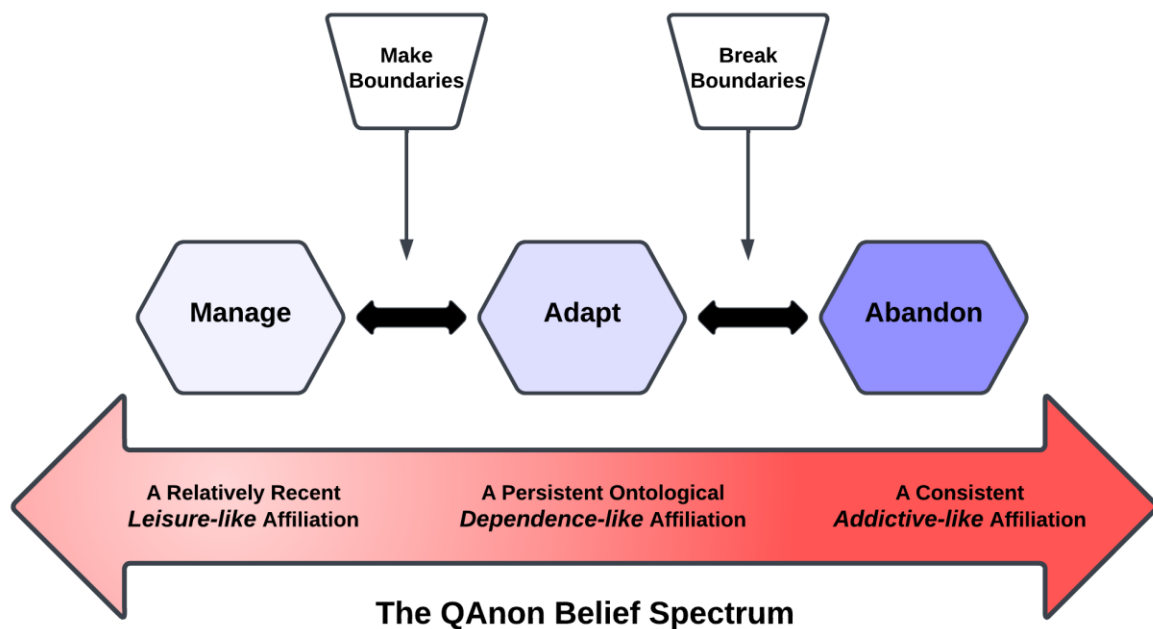 Make
Boundaries
Break
Boundaries
Manage
Adapt
Abandon
A Relatively Recent
Leisure-like Affiliation
A Persistent Ontological
Dependence-like Affiliation
A Consistent
Addictive-like Affiliation
The QAnon Belief Spectrum